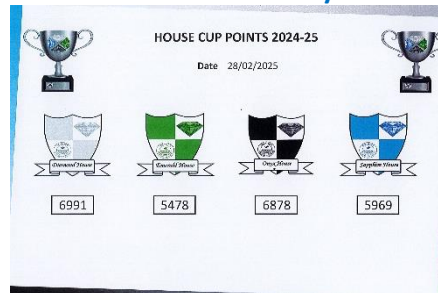 HOUSE CUP POINTS 2024-25
Date 28/02/2025
Diamond House
Emerald House
Onyx House
Sapphire House
6991
5478
6878
5969